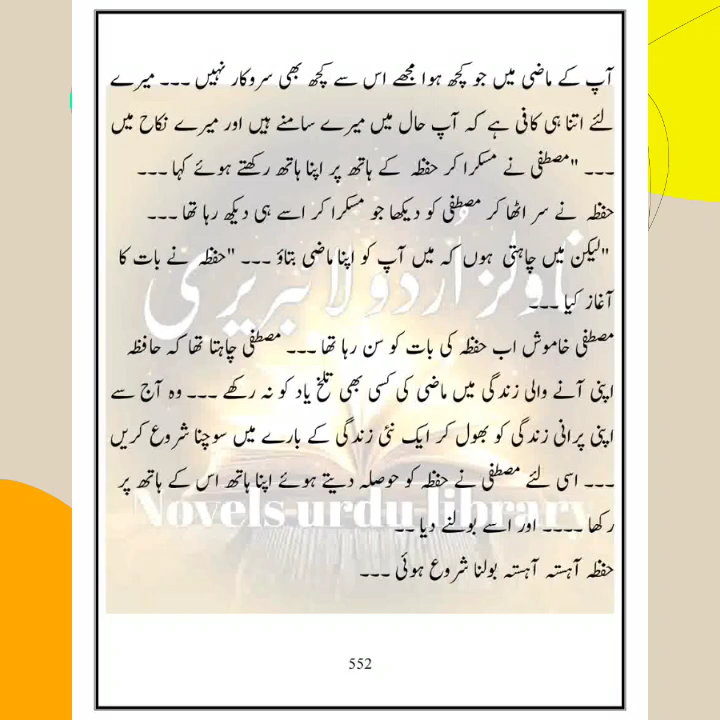 آپ کے ماضی میں جو کچھ ہوا مجھے اس سے کچھ بھی سروکار نہیں ۔۔۔ میرے
لئے اتنا ہی کافی ہے کہ آپ حال میں میرے سامنے ہیں اور میرے نکاح میں
۔۔۔ "مصطفی نے مسکرا کر حفظہ کے ہاتھ پر اپنا ہاتھ رکھتے ہوئے کہا ۔۔۔
حفظہ نے سر اٹھا کر مصطفی کو دیکھا جو مسکرا کر اسے ہی دیکھ رہا تھا ۔۔۔
"لیکن میں چاہتی ہوں کہ میں آپ کو اپنا ماضی بتاؤ ۔۔۔ "حفظہ نے بات کا
آغاز کیا ۔۔۔
ناولز اُردو لائبریری
مصطفی خاموش اب حفظہ کی بات کو سن رہا تھا ۔۔۔ مصطفی چاہتا تھا کہ حافظہ
اپنی آنے والی زندگی میں ماضی کی کسی بھی تلخ یاد کو نہ رکھے ۔۔۔ وہ آج سے
اپنی پرانی زندگی کو بھول کر ایک نئی زندگی کے بارے میں سوچنا شروع کریں
۔۔۔ اسی لئے مصطفی نے حفظہ کو حوصلہ دیتے ہوئے اپنا ہاتھ اس کے ہاتھ پر
Novels urdu library
رکھا ۔۔۔۔ اور اسے بولنے دیا ۔۔
حفظہ آہستہ آہستہ بولنا شروع ہوئی ۔۔۔
552